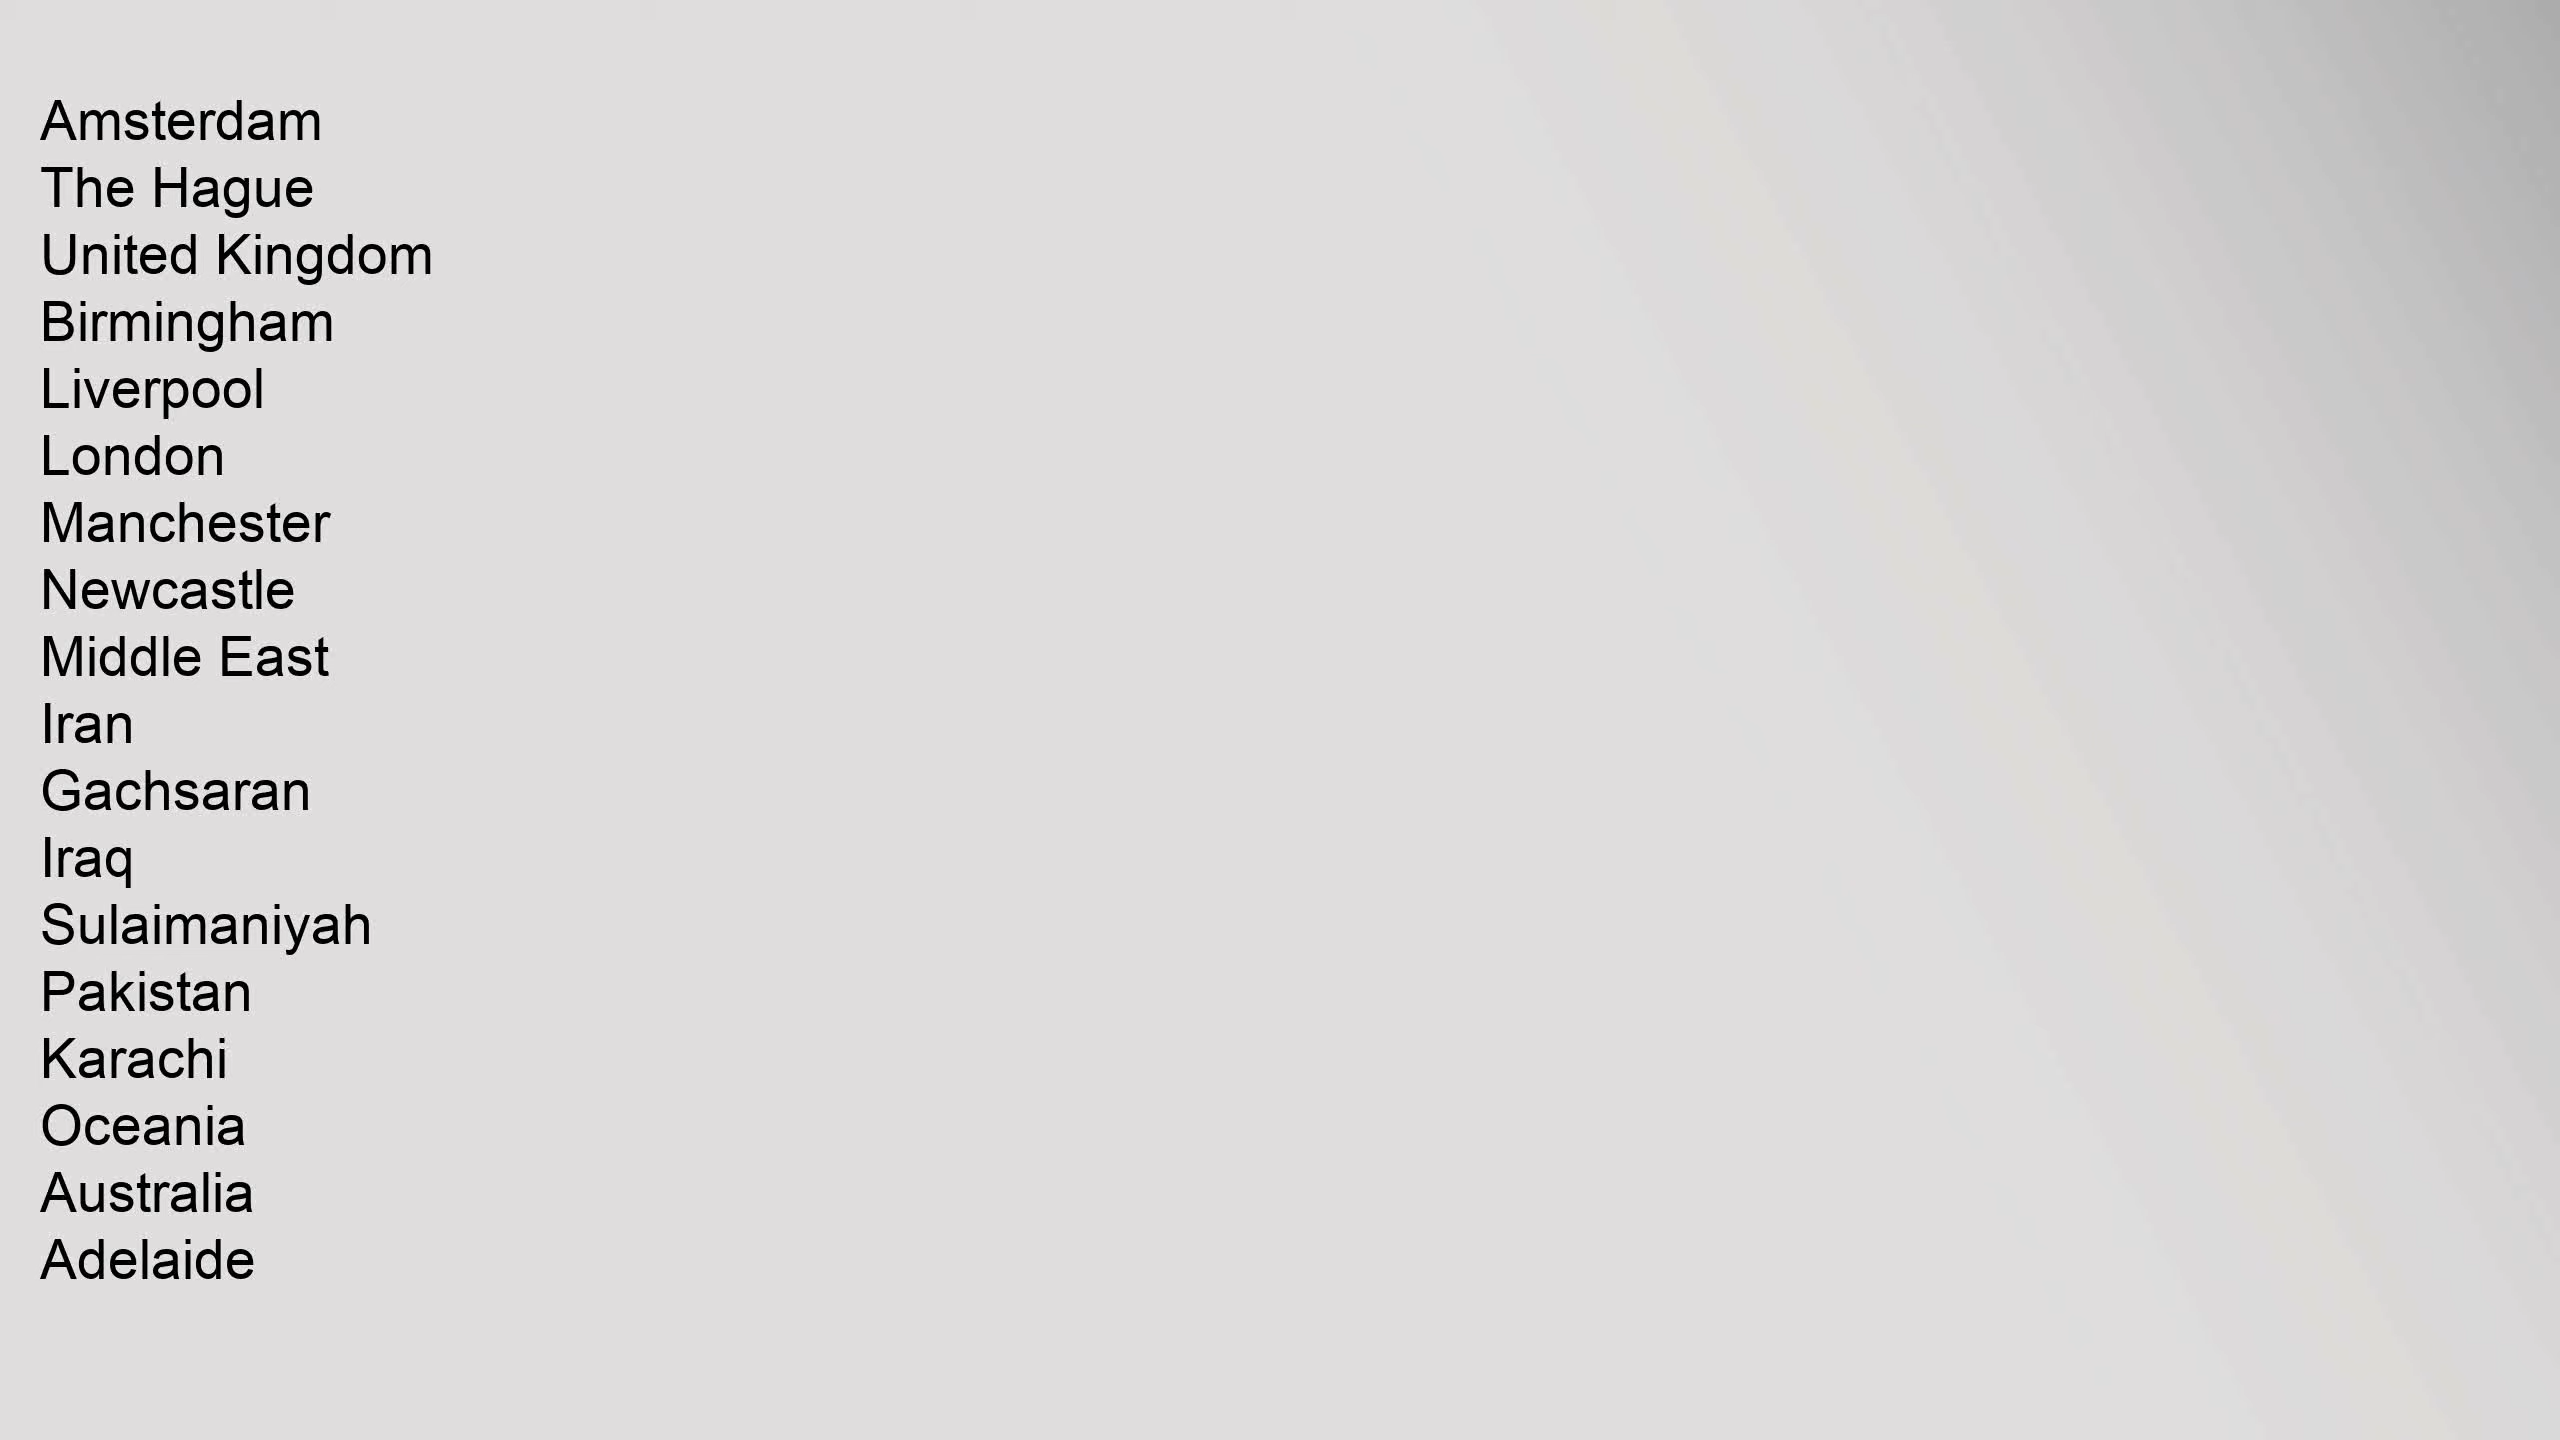 Amsterdam
The Hague
United Kingdom
Birmingham
Liverpool
London
Manchester
Newcastle
Middle East
Iran
Gachsaran
Iraq
Sulaimaniyah
Pakistan
Karachi
Oceania
Australia
Adelaide